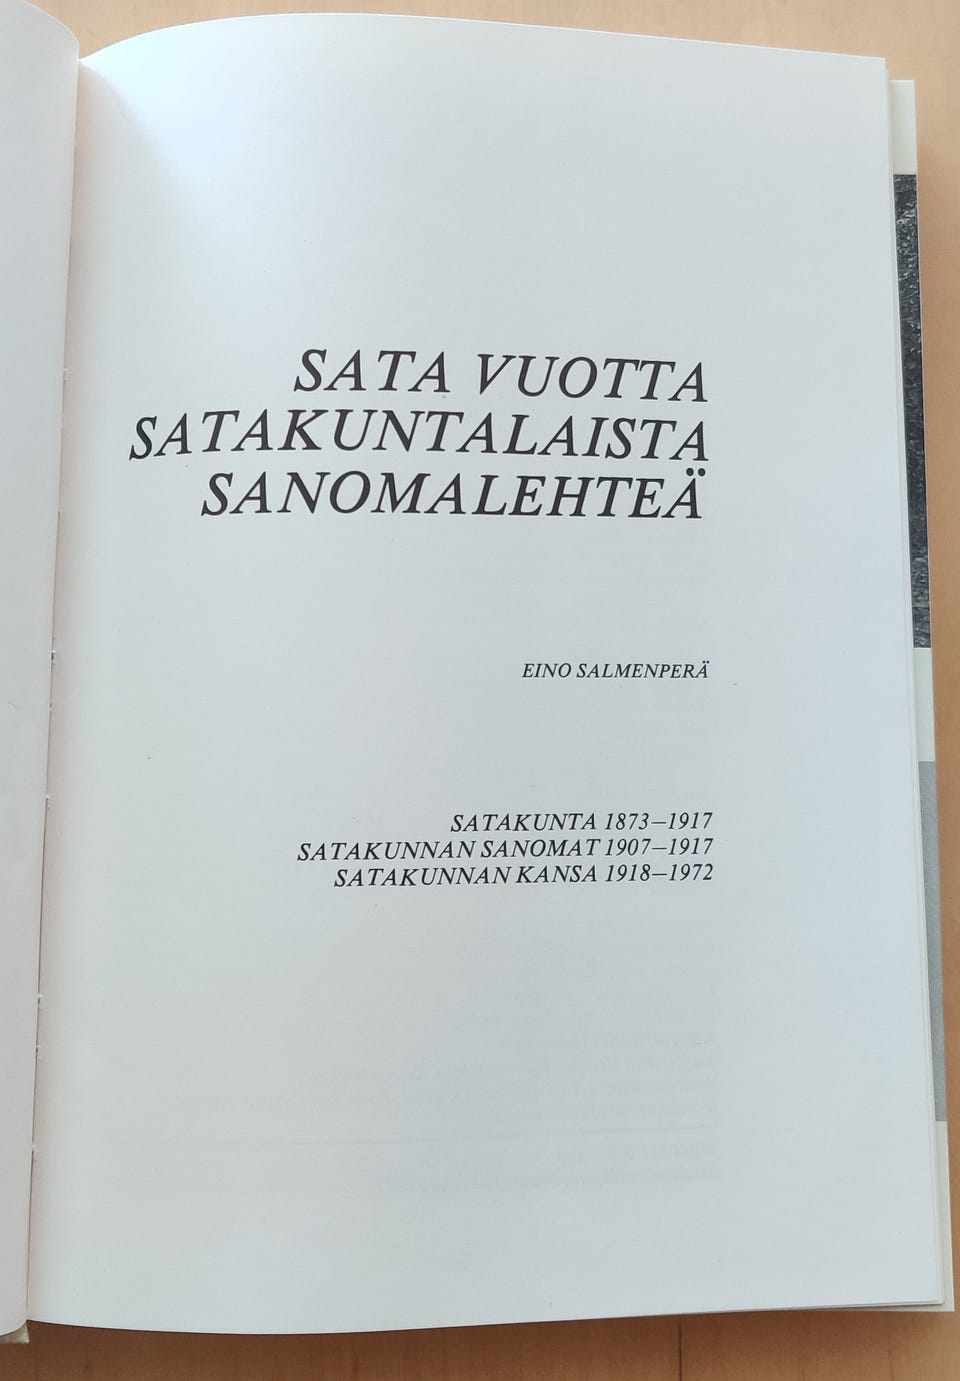 SATA VUOTTA
SATAKUNTALAISTA
SANOMALEHTEÄ
EINO SALMENPERÄ
SATAKUNTA 1873–1917
SATAKUNNAN SANOMAT 1907–1917
SATAKUNNAN KANSA 1918–1972